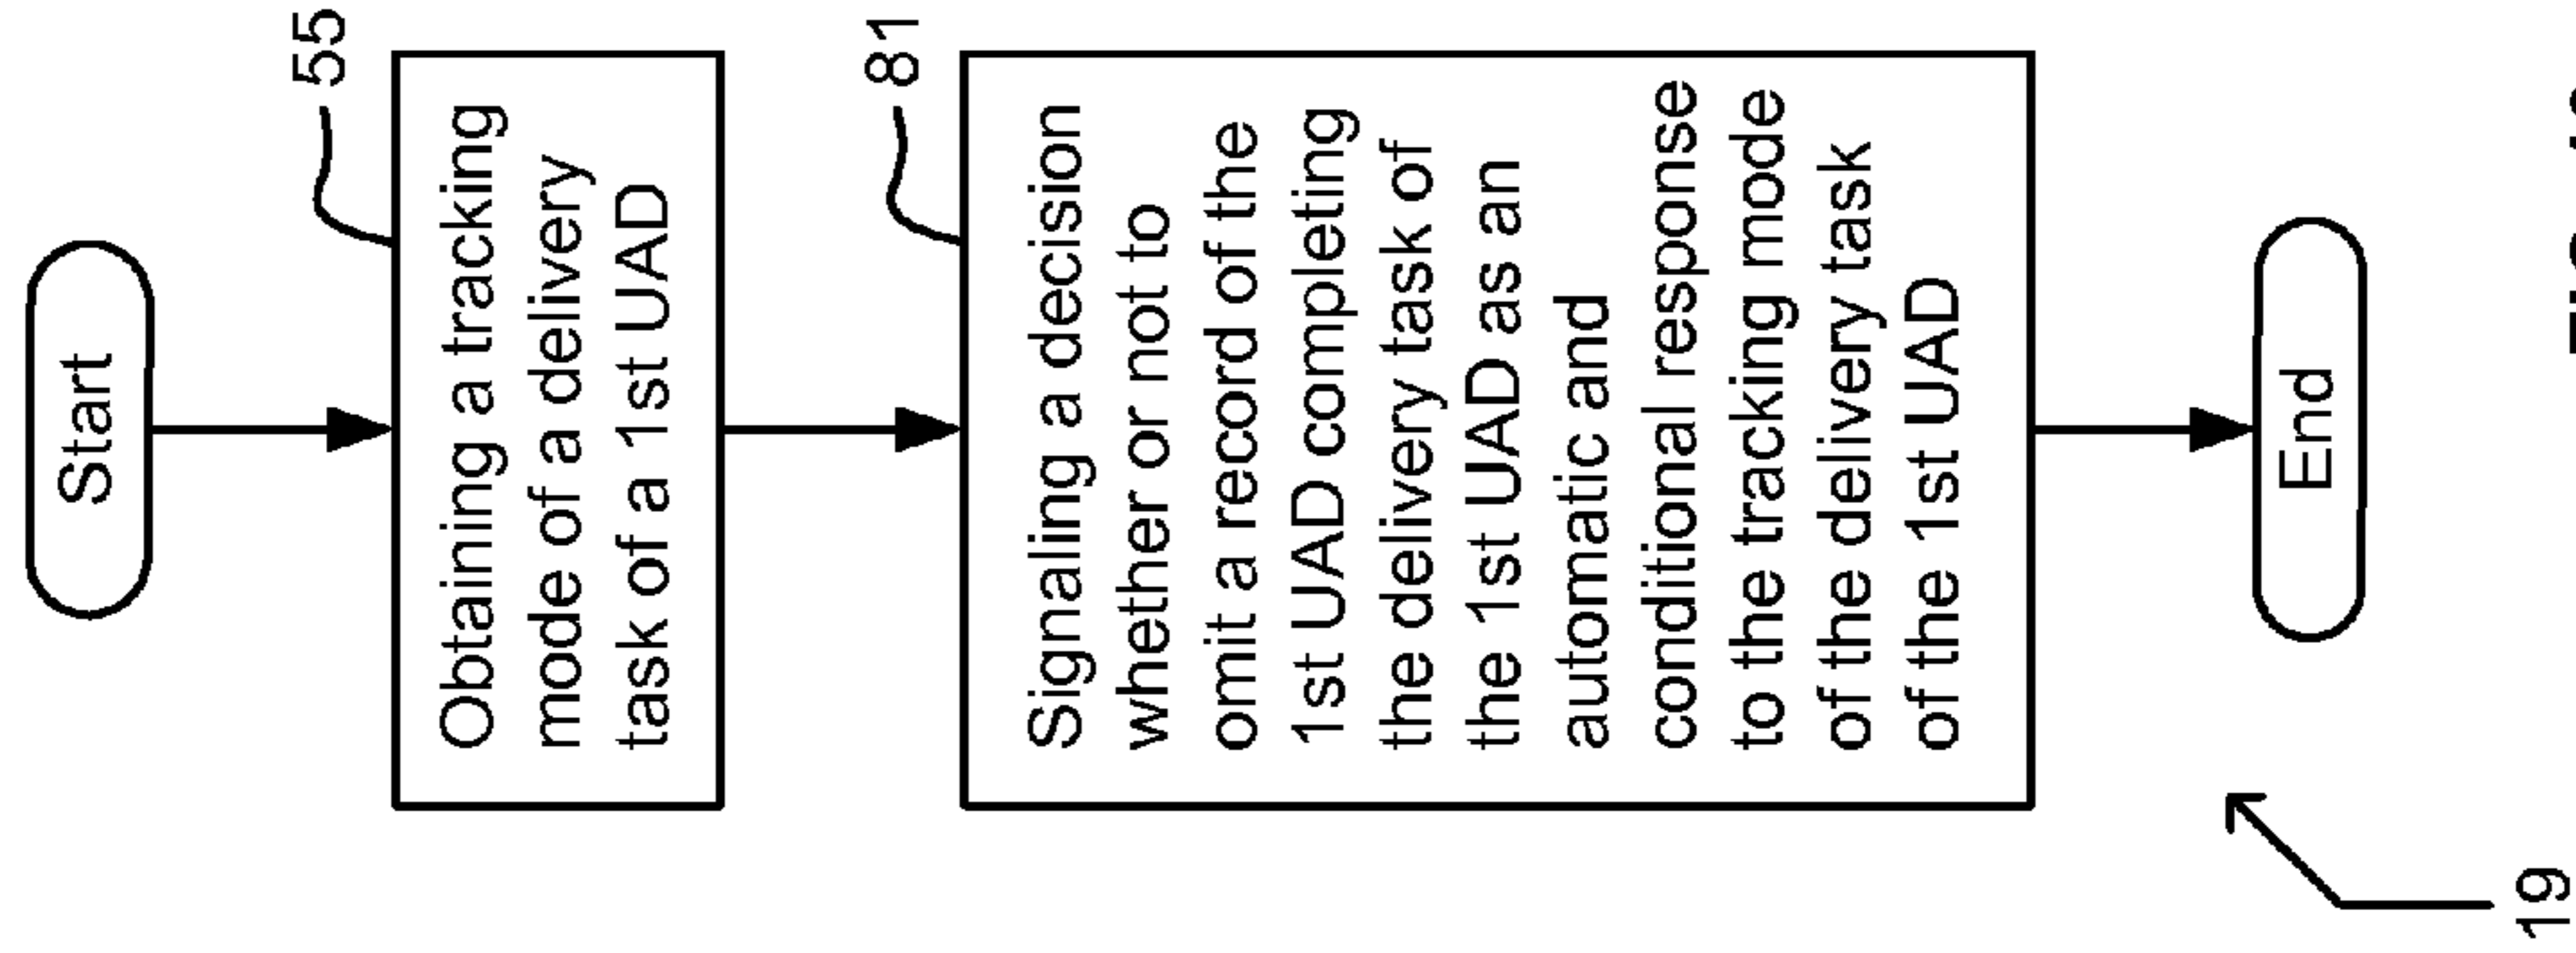 Start
55
Obtaining a tracking
mode of a delivery
task of a 1st UAD
81
Signaling a decision
whether or not to
omit a record of the
1st UAD completing
the delivery task of
the 1st UAD as an
automatic and
conditional response
to the tracking mode
of the delivery task
of the 1st UAD
End
19